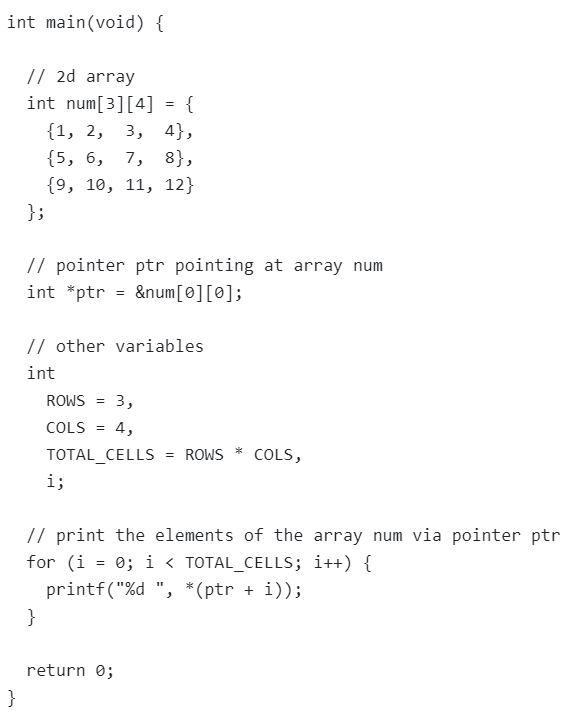 int main(void) {
  // 2d array
  int num[3][4] = {
    {1, 2,  3,  4},
    {5, 6,  7,  8},
    {9, 10, 11, 12}
  };
  // pointer ptr pointing at array num
  int *ptr = &num[0][0];
  // other variables
  int
    ROWS = 3,
    COLS = 4,
    TOTAL_CELLS = ROWS * COLS,
    i;
  // print the elements of the array num via pointer ptr
  for (i = 0; i < TOTAL_CELLS; i++) {
    printf("%d ", *(ptr + i));
  }
  return 0;
}